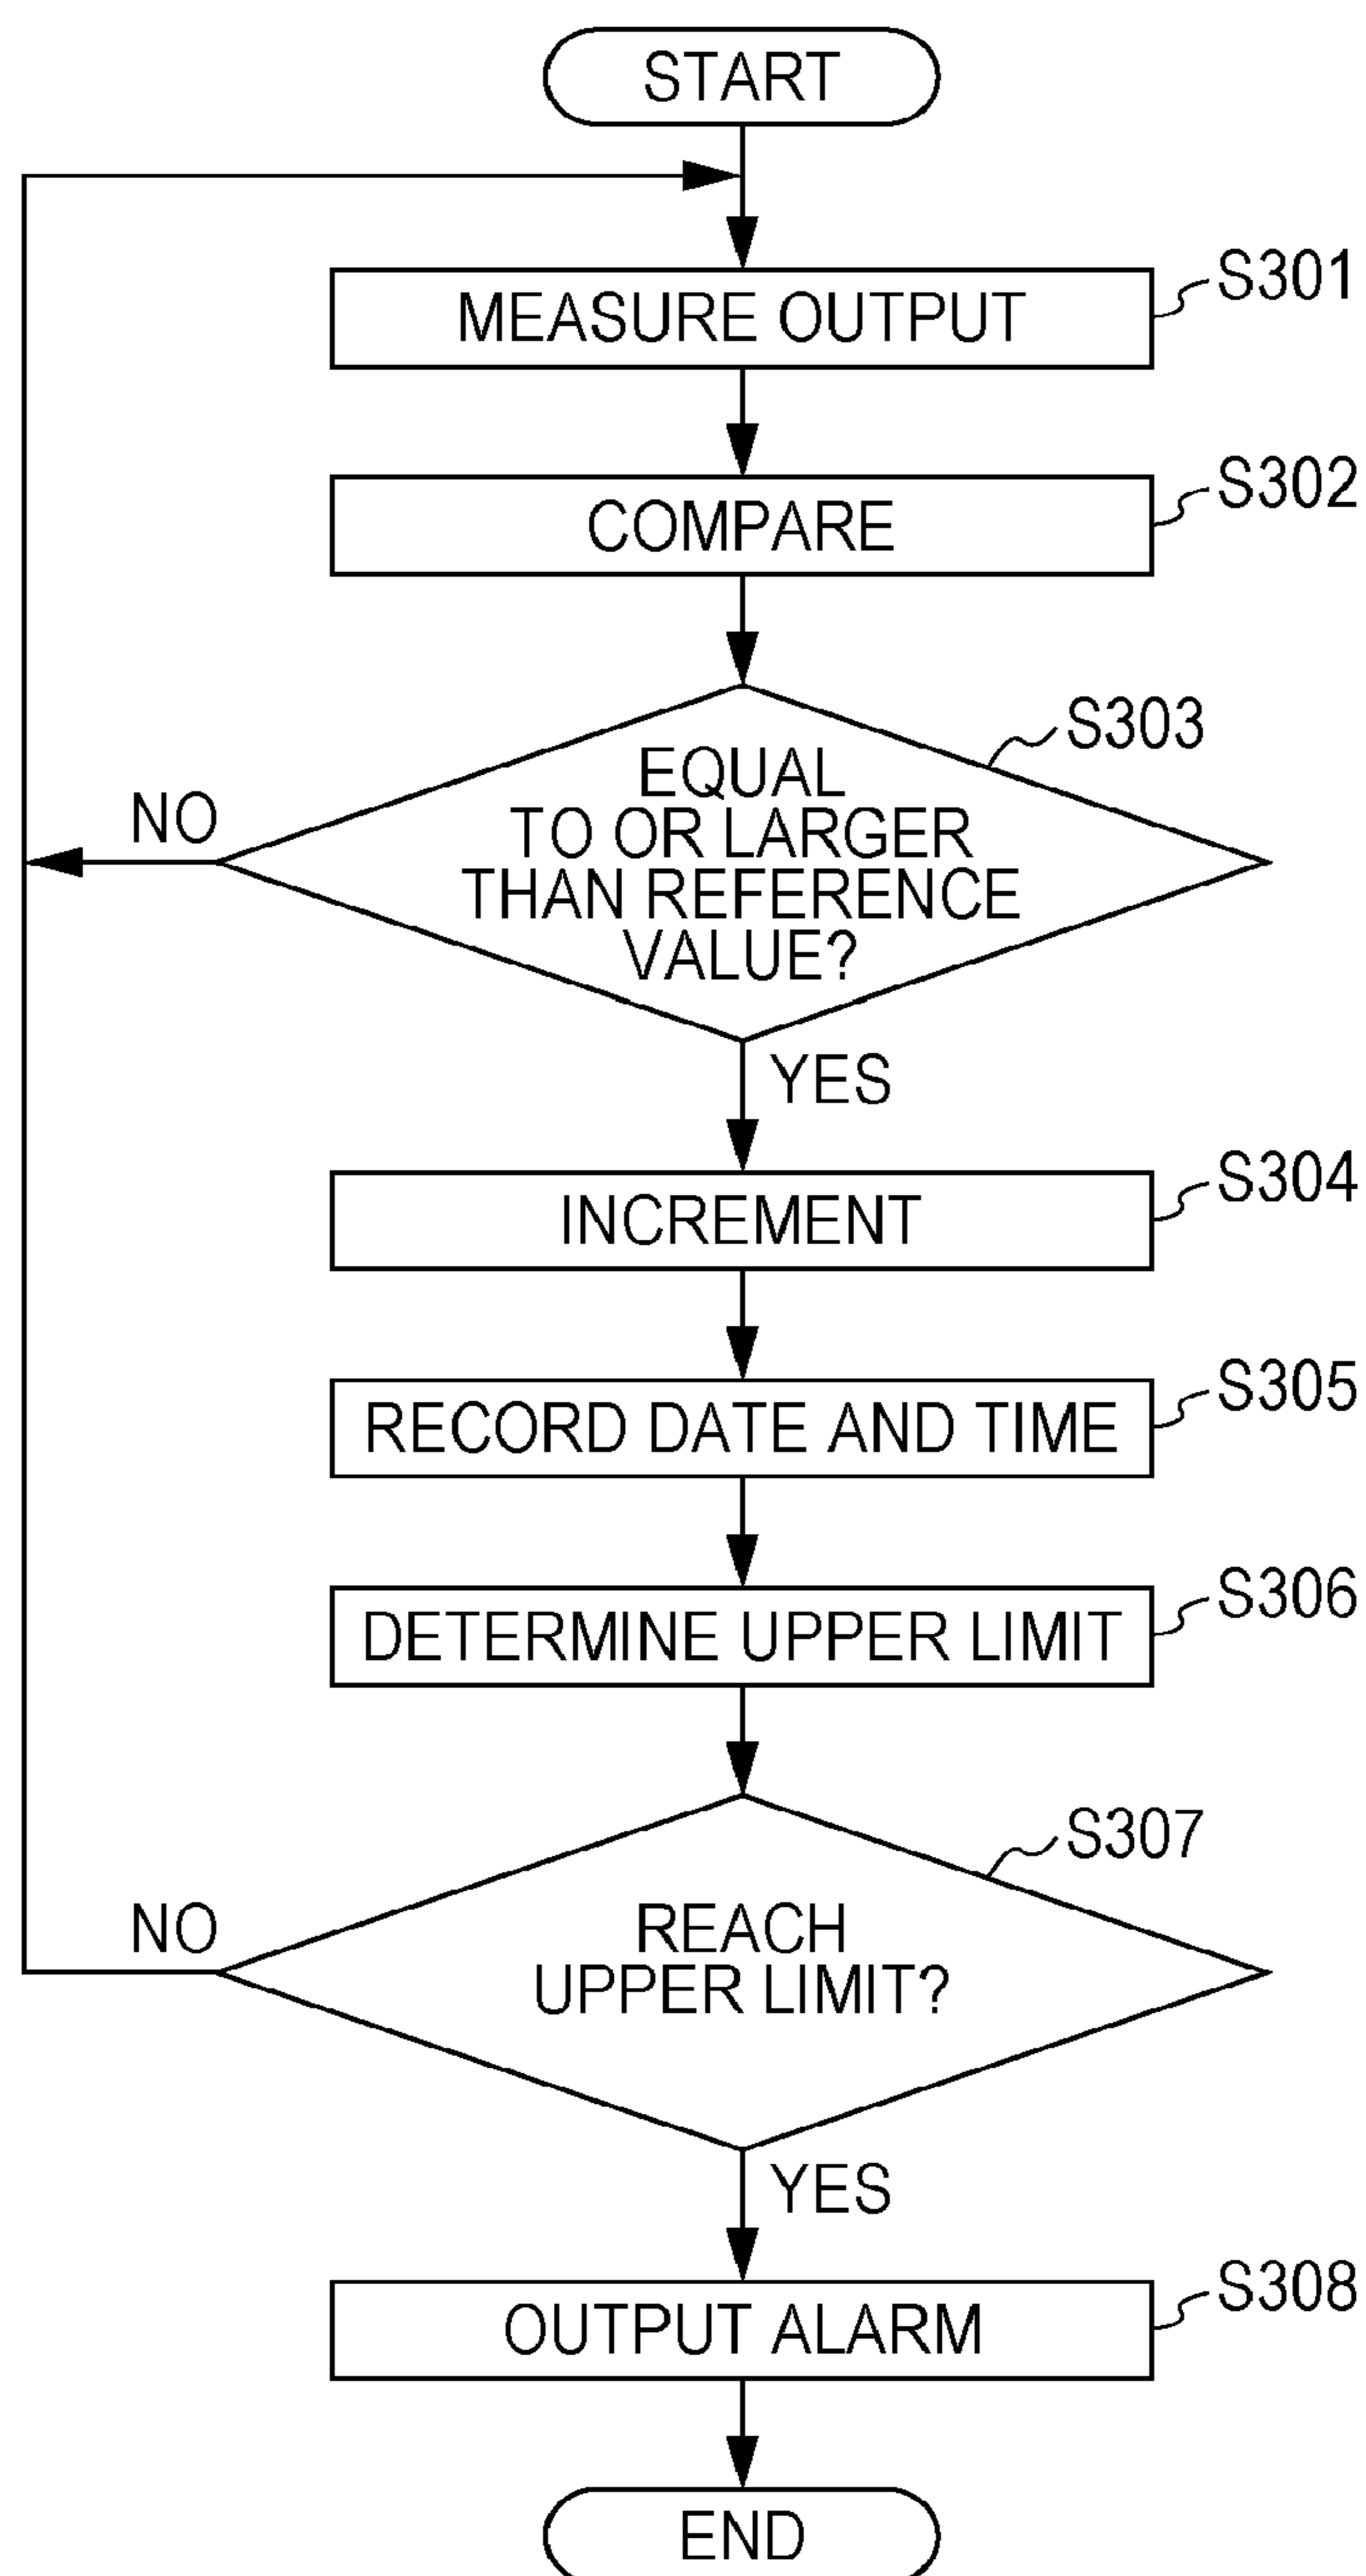 START
MEASURE OUTPUT
S301
COMPARE
S302
S303
EQUAL
TO OR LARGER
THAN REFERENCE
VALUE?
NO
YES
INCREMENT
S304
RECORD DATE AND TIME
S305
DETERMINE UPPER LIMIT
S306
S307
REACH
UPPER LIMIT?
NO
YES
OUTPUT ALARM
S308
END